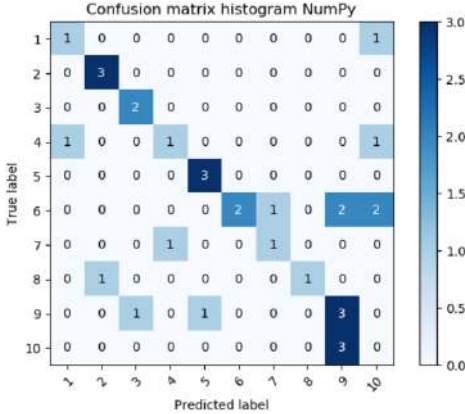 Confusion matrix histogram NumPy
1 1 0 0 0 0 0 0 0 0 1
2 0 3 0 0 0 0 0 0 0 0
3 0 0 2 0 0 0 0 0 0 0
4 1 0 0 1 0 0 0 0 0 1
5 0 0 0 0 3 0 0 0 0 0
6 0 0 0 0 0 2 1 0 2 2
7 0 0 0 1 0 0 1 0 0 0
8 0 1 0 0 0 0 0 1 0 0
9 0 0 1 0 1 0 0 0 3 0
10 0 0 0 0 0 0 0 0 3 0
1 2 3 4 5 6 7 8 9 10
True label
Predicted label
3.0
2.5
2.0
1.5
1.0
0.5
0.0